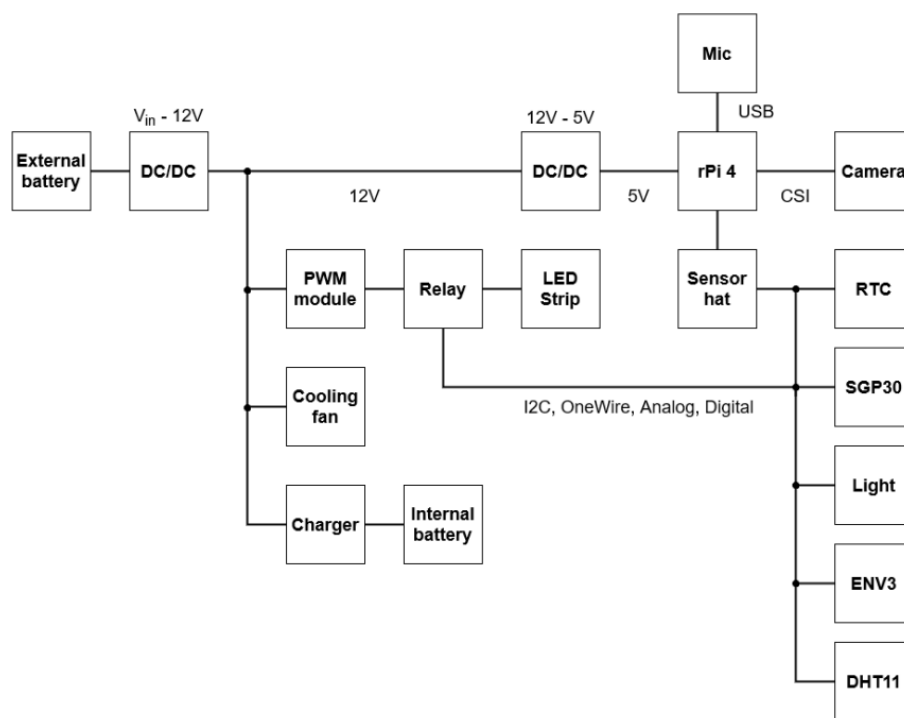 Mic
USB
V_in - 12V
12V - 5V
External
battery
DC/DC
DC/DC
rPi 4
Camera
12V
5V
CSI
PWM
module
Relay
LED
Strip
Sensor
hat
RTC
SGP30
I2C, OneWire, Analog, Digital
Cooling
fan
Light
Charger
Internal
battery
ENV3
DHT11